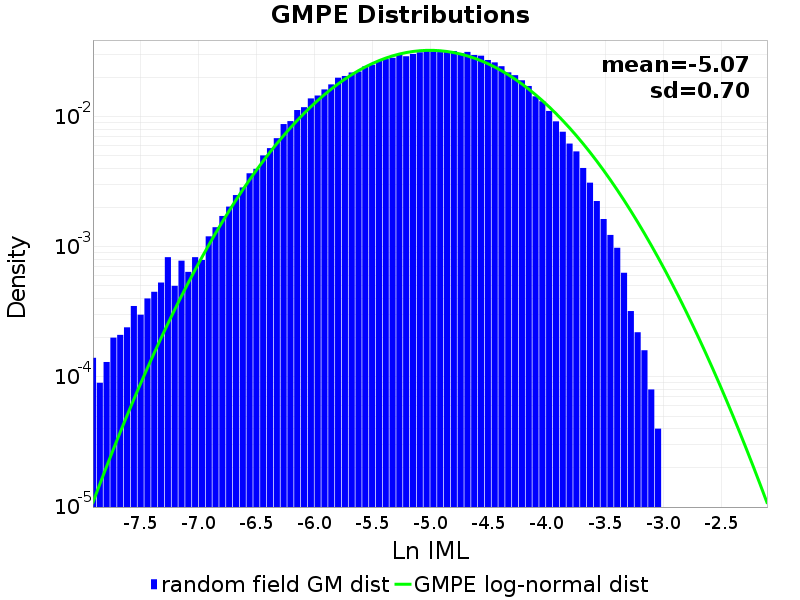 GMPE Distributions
mean=-5.07
sd=0.70
Density
10-2
10-3
10-4
10-5
-7.5 -7.0 -6.5 -6.0 -5.5 -5.0 -4.5 -4.0 -3.5 -3.0 -2.5
Ln IML
random field GM dist GMPE log-normal dist